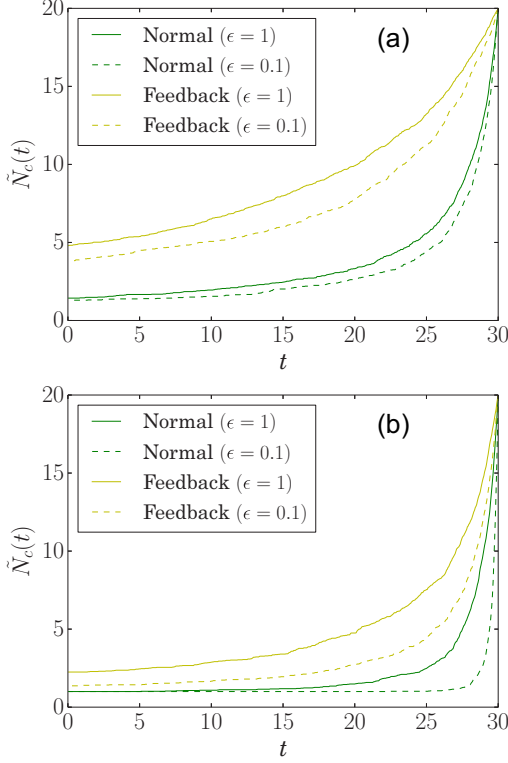 20
15
10
5
0
Ñc(t)
Normal (ϵ = 1)
Normal (ϵ = 0.1)
Feedback (ϵ = 1)
Feedback (ϵ = 0.1)
(a)
0 5 10 15 20 25 30
t
20
15
10
5
0
Ñc(t)
Normal (ϵ = 1)
Normal (ϵ = 0.1)
Feedback (ϵ = 1)
Feedback (ϵ = 0.1)
(b)
0 5 10 15 20 25 30
t